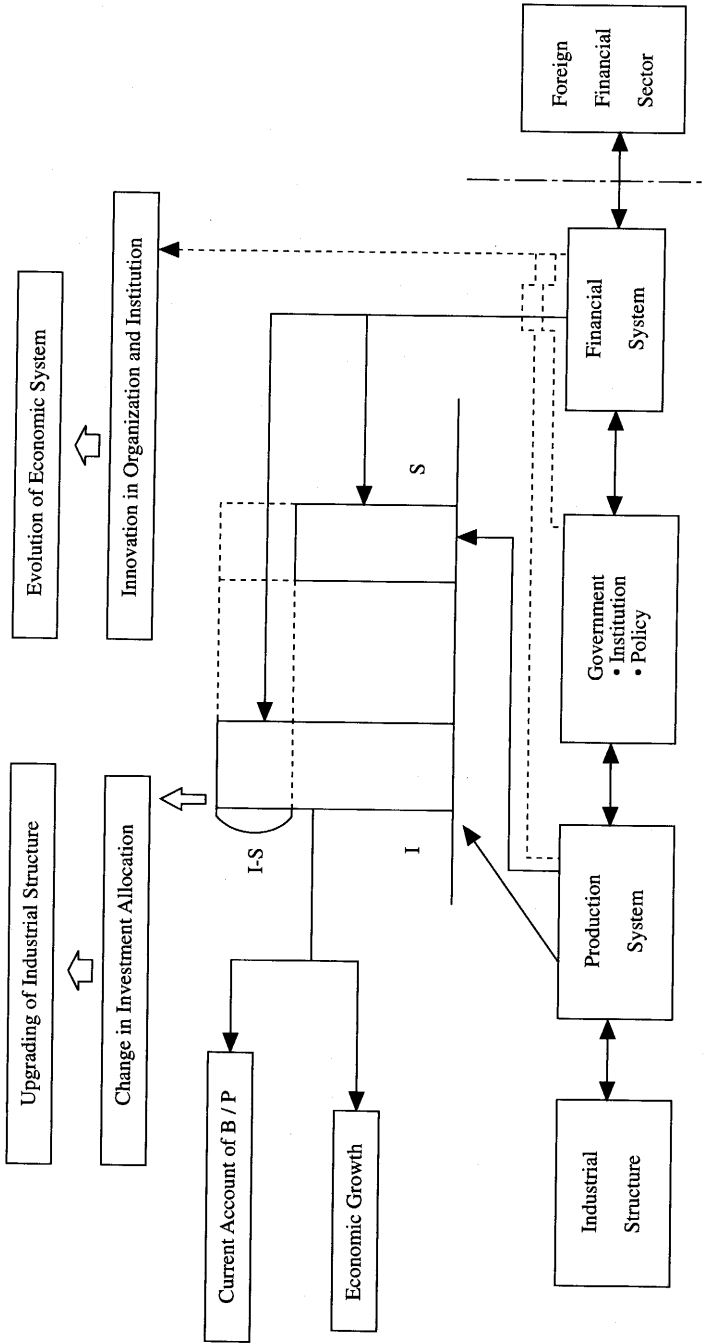 Upgrading of Industrial Structure
Evolution of Economic System
Change in Investment Allocation
Innovation in Organization and Institution
Current Account of B / P
Economic Growth
I-S
I
S
Industrial
Structure
Production
System
Government
• Institution
• Policy
Financial
System
Foreign
Financial
Sector